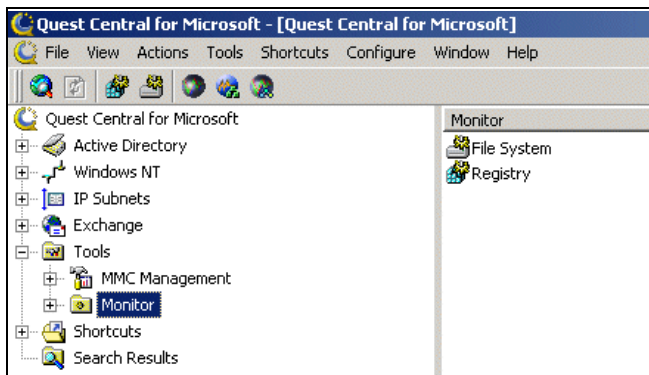 Quest Central for Microsoft - [Quest Central for Microsoft]
File View Actions Tools Shortcuts Configure Window Help
Quest Central for Microsoft
Active Directory
Windows NT
IP Subnets
Exchange
Tools
MMC Management
Monitor
Shortcuts
Search Results
Monitor
File System
Registry